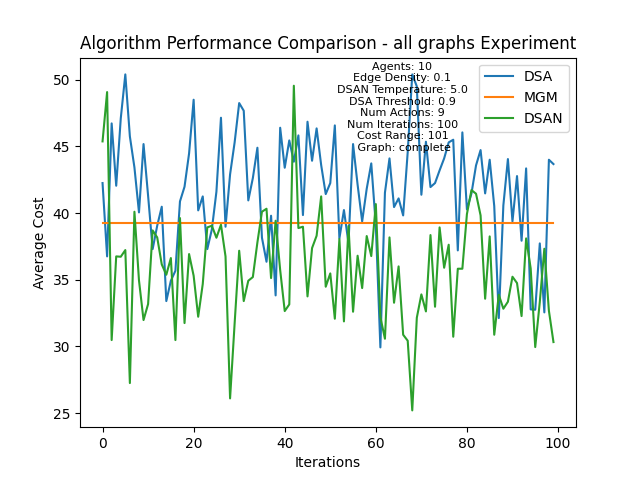 Algorithm Performance Comparison - all graphs Experiment
Agents: 10
Edge Density: 0.1
DSAN Temperature: 5.0
DSA Threshold: 0.9
Num Actions: 9
Num Iterations: 100
Cost Range: 101
Graph: complete
DSA
MGM
DSAN
Average Cost
50
45
40
35
30
25
0
20
40
60
80
100
Iterations